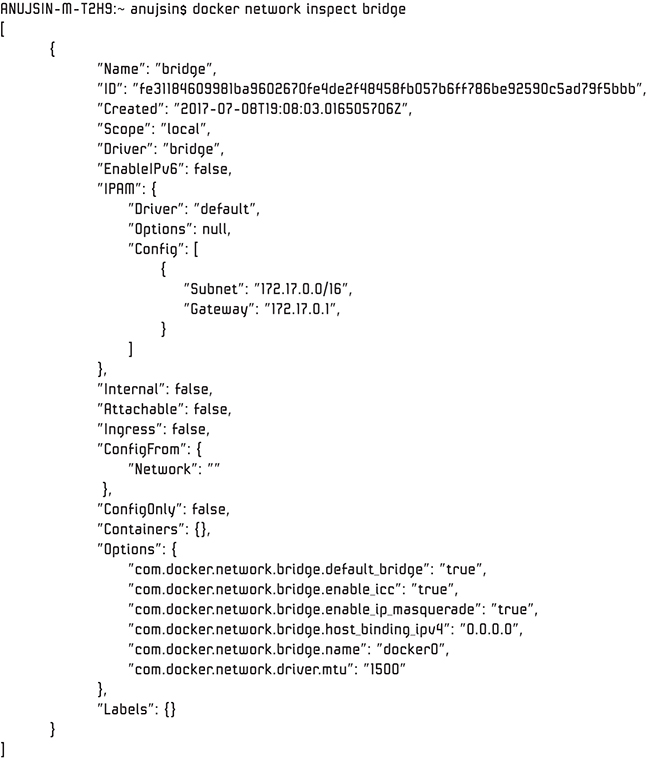 ANUJSIN-M-T2H9:~ anujsin$ docker network inspect bridge
[
{
"Name": "bridge",
"ID": "fe31184609981ba9602670fe4de2f48458fb057b6ff786be92590c5ad79f5bbb",
"Created": "2017-07-08T19:08:03.016505706Z",
"Scope": "local",
"Driver": "bridge",
"EnableIPv6": false,
"IPAM": {
"Driver": "default",
"Options": null,
"Config": [
{
"Subnet": "172.17.0.0/16",
"Gateway": "172.17.0.1",
}
]
},
"Internal": false,
"Attachable": false,
"Ingress": false,
"ConfigFrom": {
"Network": ""
},
"ConfigOnly": false,
"Containers": {},
"Options": {
"com.docker.network.bridge.default_bridge": "true",
"com.docker.network.bridge.enable_icc": "true",
"com.docker.network.bridge.enable_ip_masquerade": "true",
"com.docker.network.bridge.host_binding_ipv4": "0.0.0.0",
"com.docker.network.bridge.name": "docker0",
"com.docker.network.driver.mtu": "1500"
},
"Labels": {}
}
]